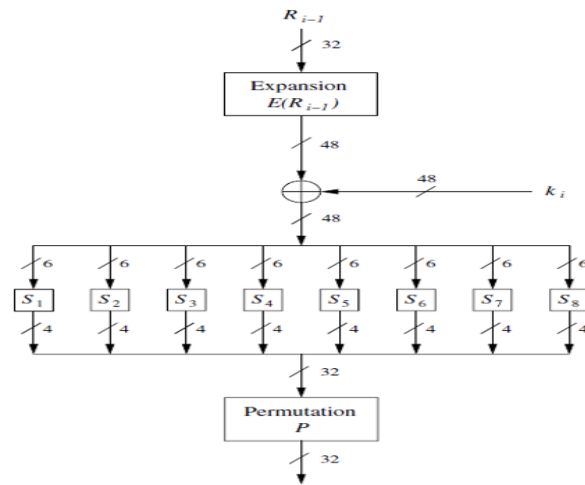 R i-1
32
Expansion
E(R i-1)
48
48
k i
48
6 6 6 6 6 6 6 6
S1 S2 S3 S4 S5 S6 S7 S8
4 4 4 4 4 4 4 4
32
Permutation
P
32